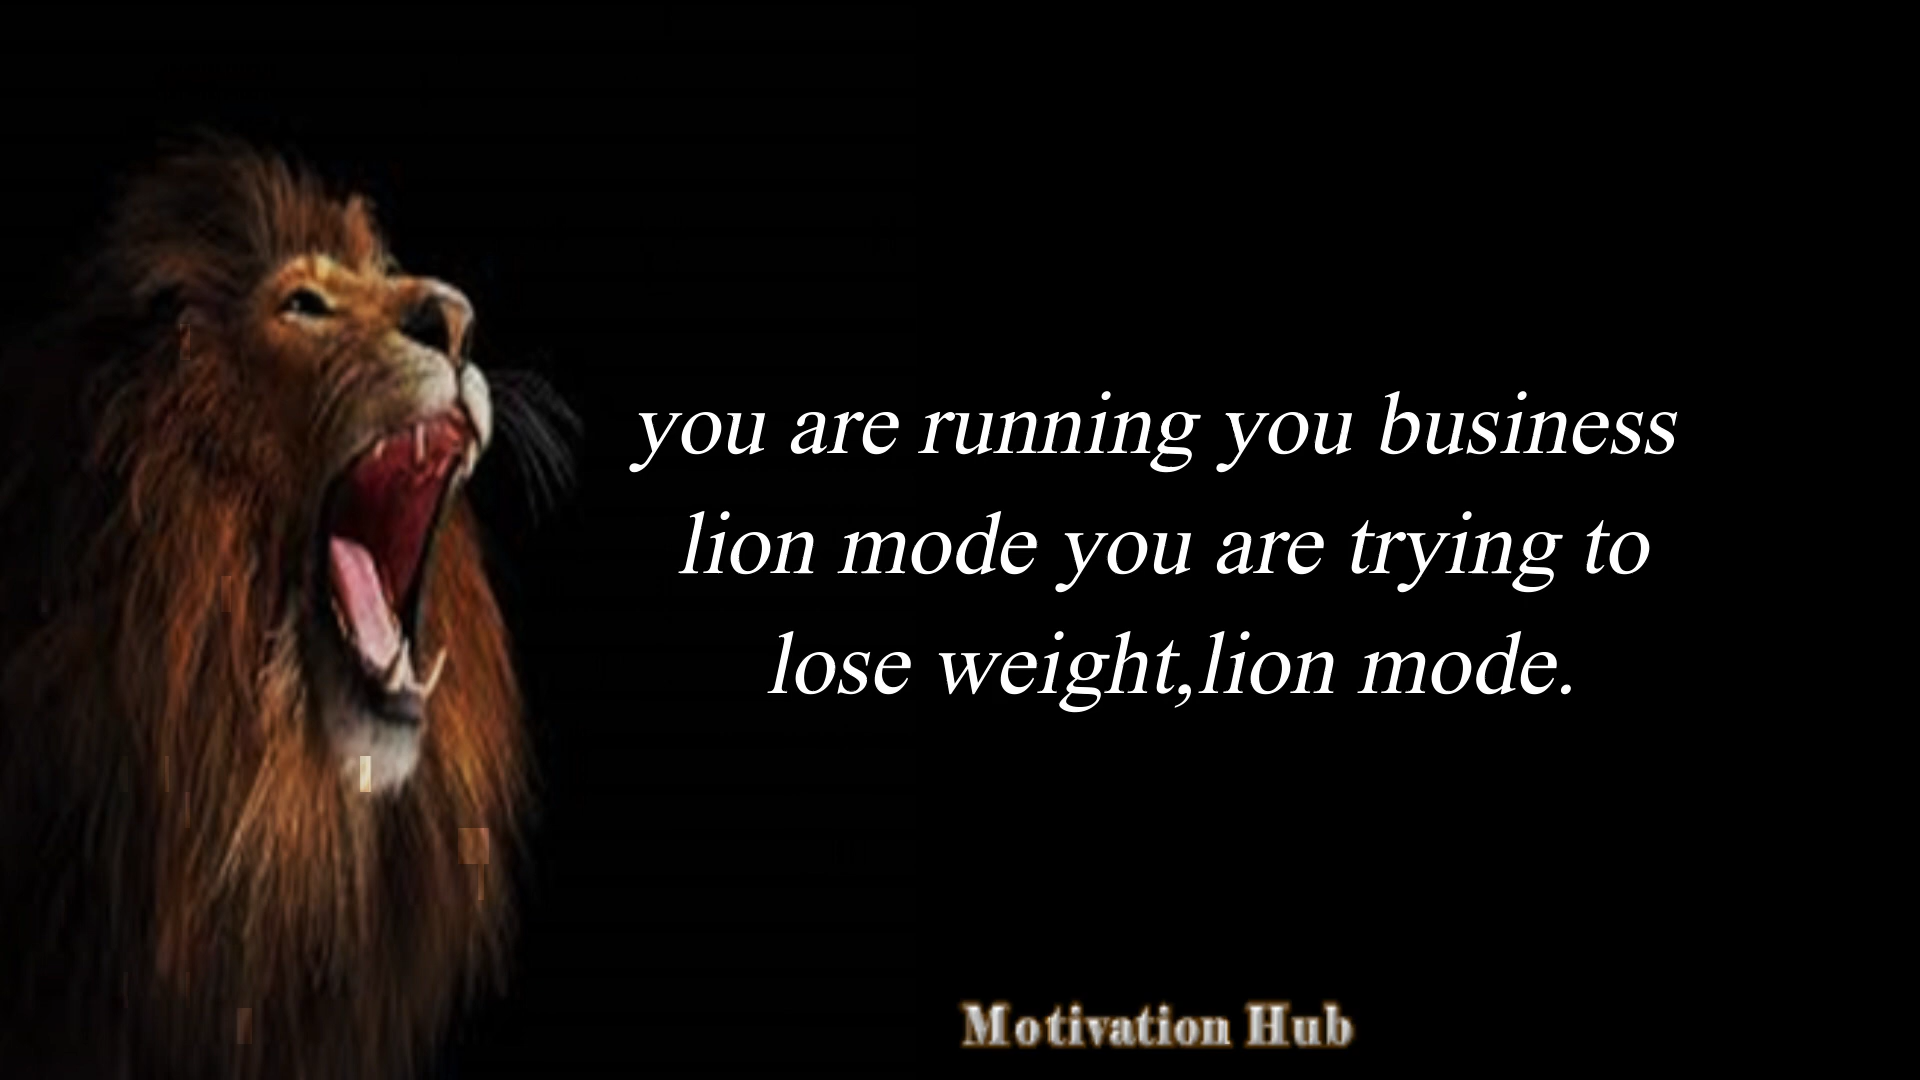 you are running you business
lion mode you are trying to
lose weight,lion mode.
Motivation Hub